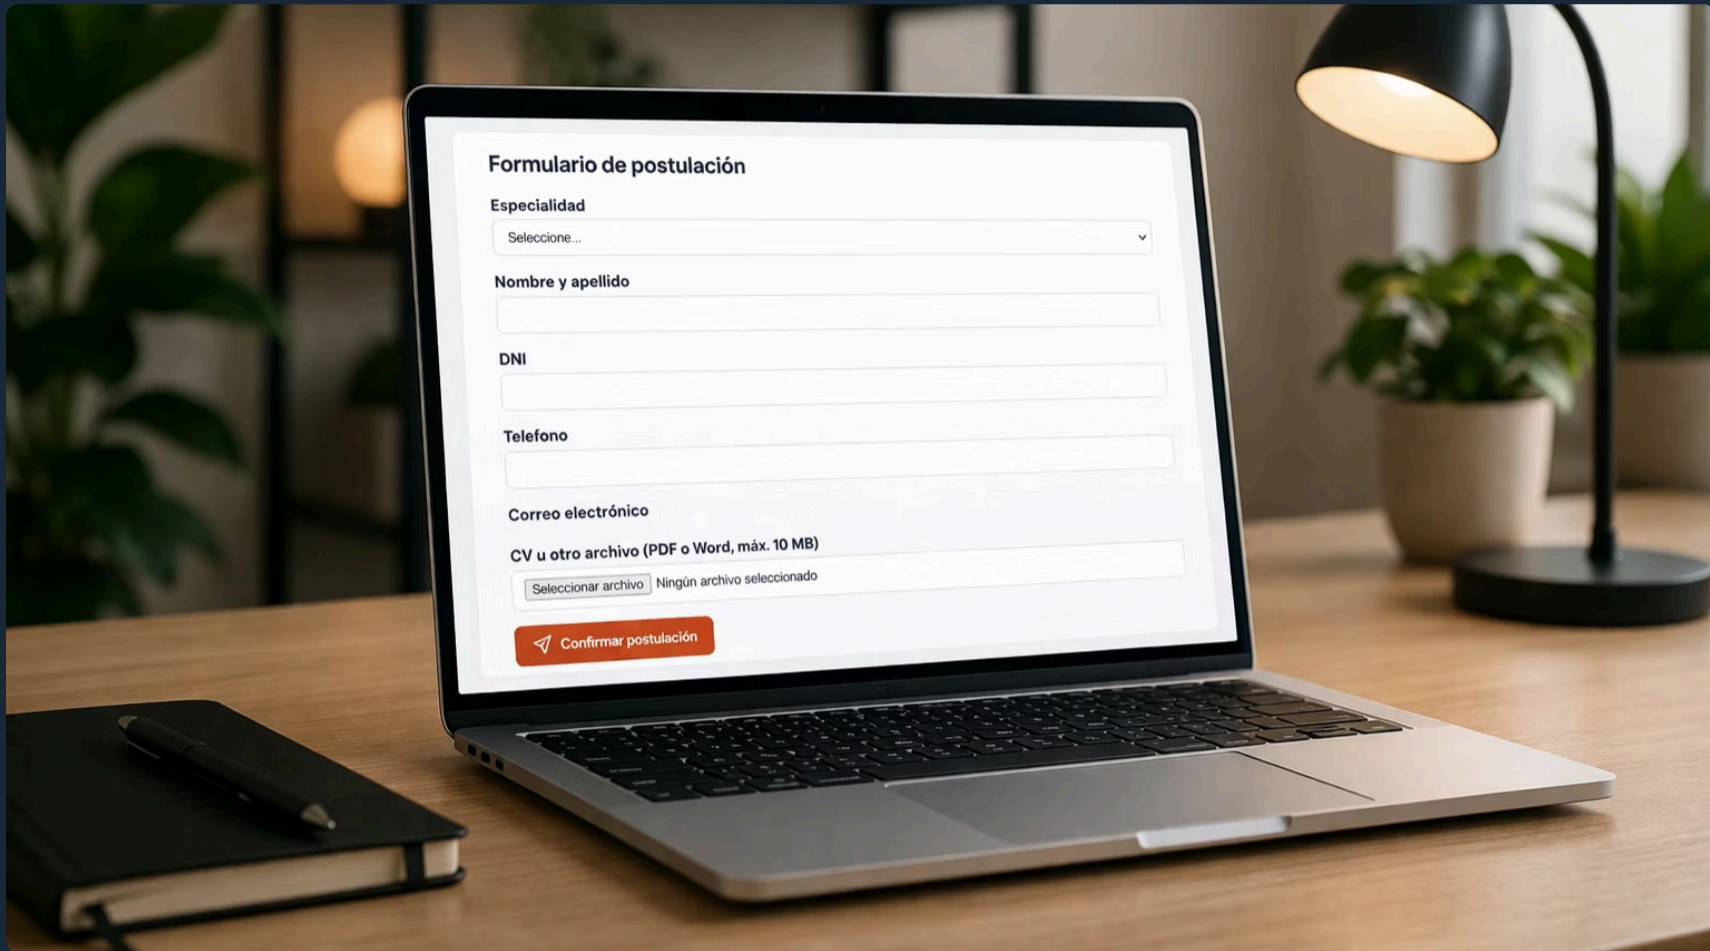 Formulario de postulación
Especialidad
Seleccione...
Nombre y apellido
DNI
Telefono
Correo electrónico
CV u otro archivo (PDF o Word, máx. 10 MB)
Seleccionar archivo Ningún archivo seleccionado
Confirmar postulación